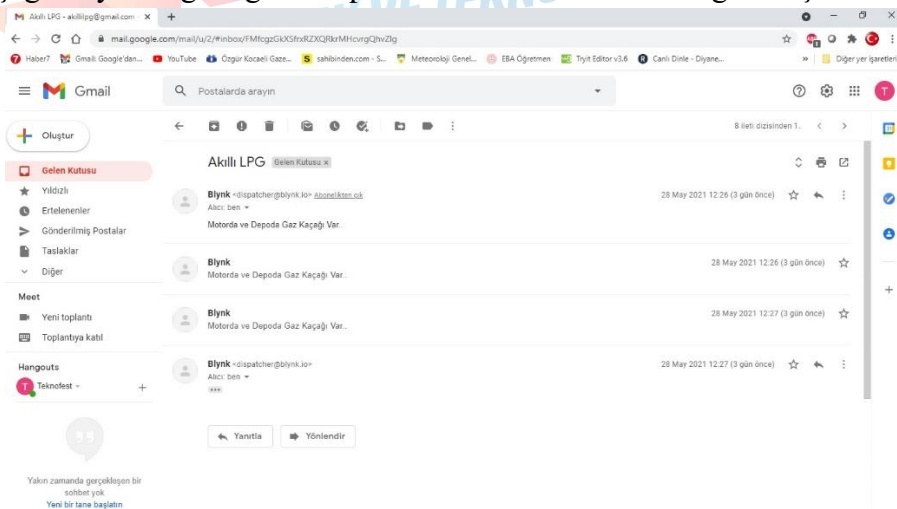 Akıllı LPG - akillilpg@gmail.com
mail.google.com/mail/u/2/#inbox/FMfcgzGkXSfrxRZXQRkrMHcvrgQhvZlg
Haber7 Gmail: Google'dan... YouTube Özgür Kocaeli Gaze... sahibinden.com - S... Meteoroloji Genel... EBA Öğretmen Tryit Editor v3.6 Canlı Dinle - Diyane... » Diğer yer işaretleri
Gmail
Postalarda arayın
T
Oluştur
8 ileti dizisinden 1.
Gelen Kutusu
Yıldızlı
Ertelenenler
Gönderilmiş Postalar
Taslaklar
Diğer
Meet
Yeni toplantı
Toplantıya katıl
Hangouts
T Teknofest
Yakın zamanda gerçekleşen bir
sohbet yok
Yeni bir tane başlatın
Akıllı LPG Gelen Kutusu x
Blynk <dispatcher@blynk.io> Abonelikten çık 28 May 2021 12:26 (3 gün önce)
Alıcı: ben
Motorda ve Depoda Gaz Kaçağı Var..
Blynk 28 May 2021 12:26 (3 gün önce)
Motorda ve Depoda Gaz Kaçağı Var..
Blynk 28 May 2021 12:27 (3 gün önce)
Motorda ve Depoda Gaz Kaçağı Var..
Blynk <dispatcher@blynk.io> 28 May 2021 12:27 (3 gün önce)
Alıcı: ben
Yanıtla Yönlendir